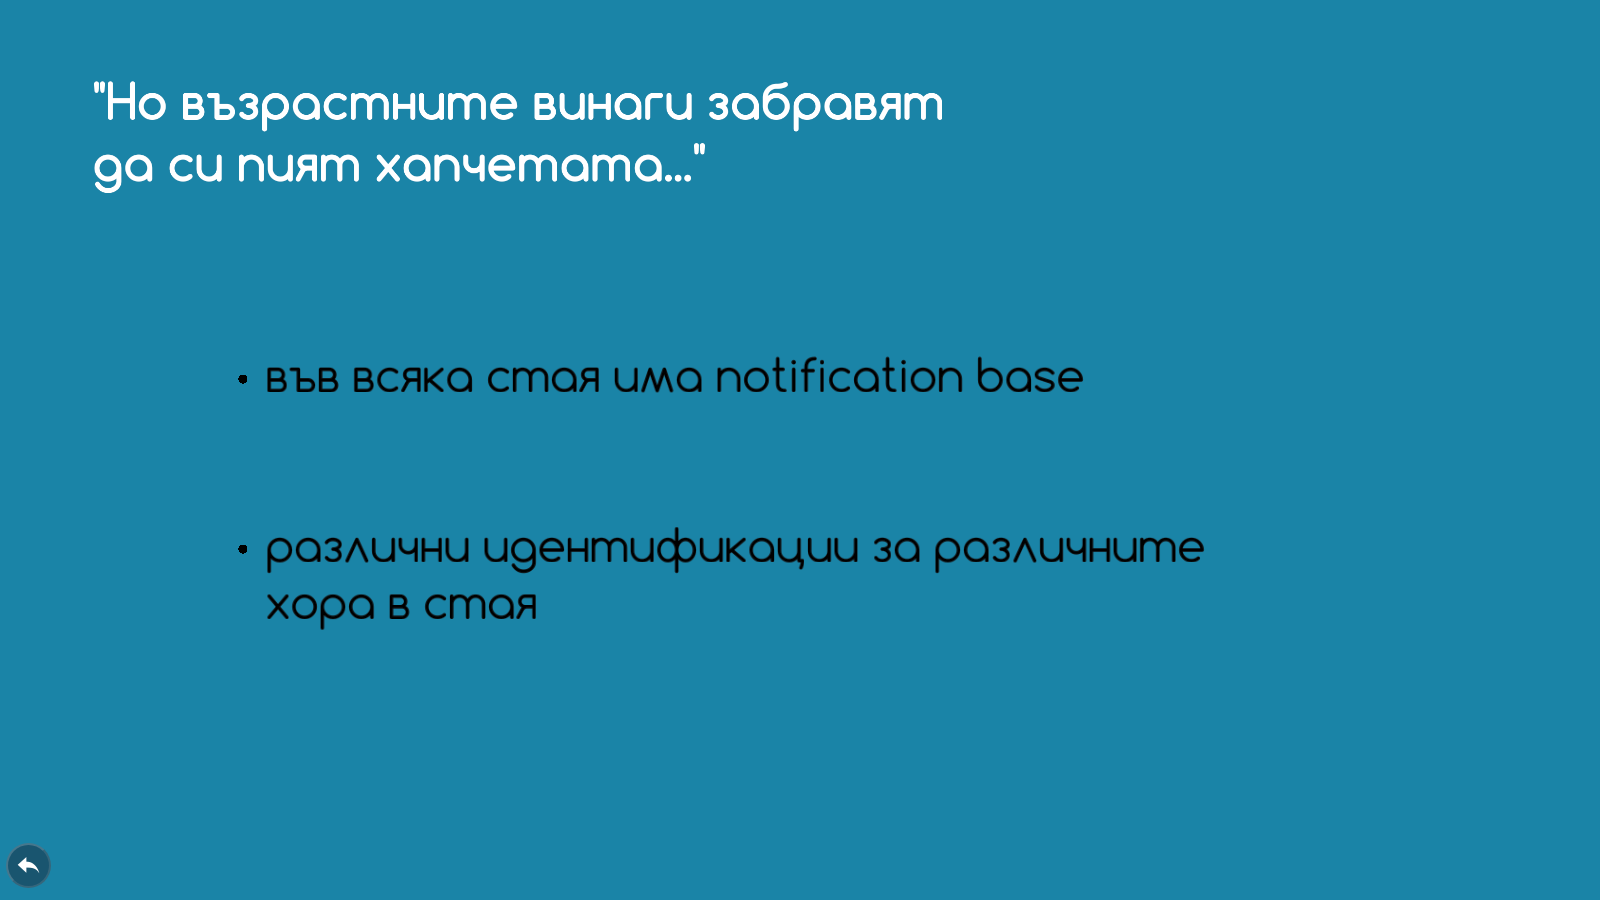 "Но възрастните винаги забравят
да си пият хапчетата..."
• във всяка стая има notification base
• различни идентификации за различните
хора в стая